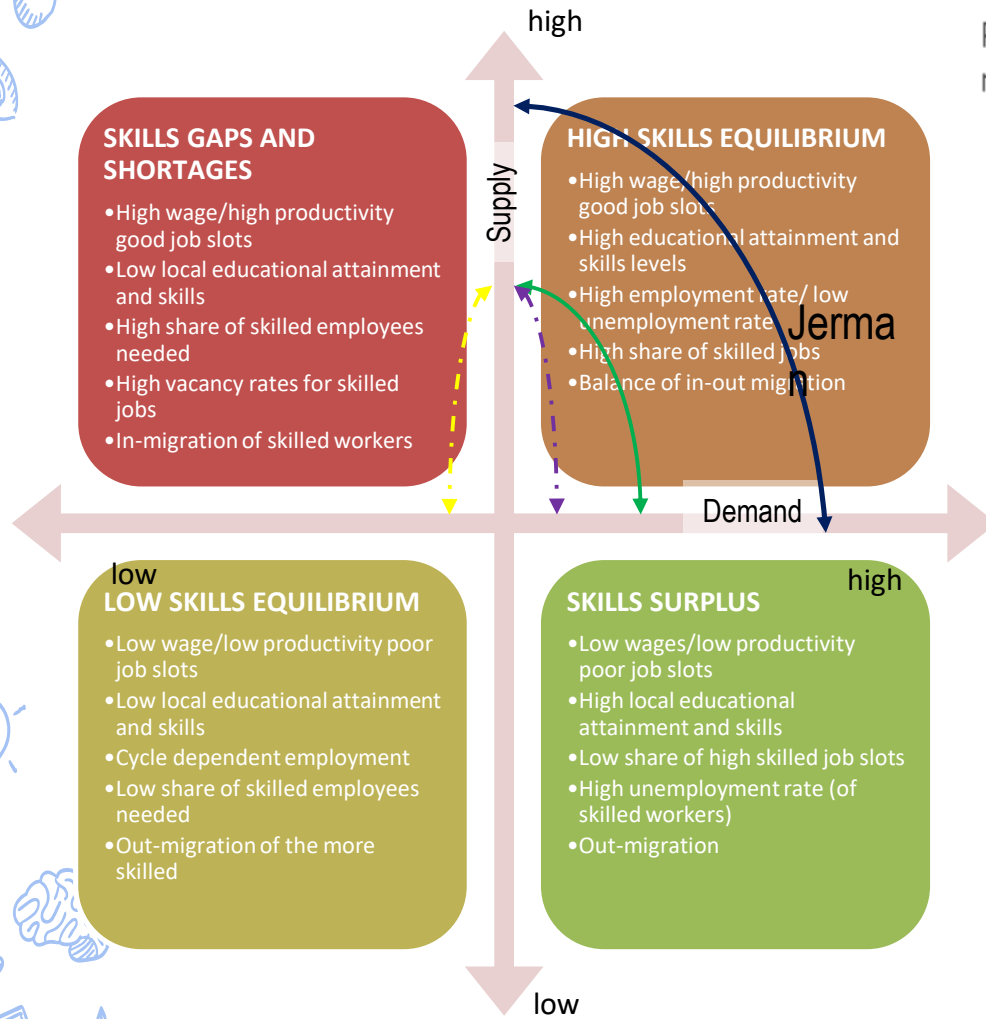 high
SKILLS GAPS AND
SHORTAGES
•High wage/high productivity
good job slots
•Low local educational attainment
and skills
•High share of skilled employees
needed
•High vacancy rates for skilled
jobs
•In-migration of skilled workers
Supply
HIGH SKILLS EQUILIBRIUM
•High wage/high productivity
good job slots
•High educational attainment and
skills levels
•High employment rate/ low
unemployment rate
•High share of skilled jobs
•Balance of in-out migration
Jerma
n
Demand
low
high
LOW SKILLS EQUILIBRIUM
•Low wage/low productivity poor
job slots
•Low local educational attainment
and skills
•Cycle dependent employment
•Low share of skilled employees
needed
•Out-migration of the more
skilled
SKILLS SURPLUS
•Low wages/low productivity
poor job slots
•High local educational
attainment and skills
•Low share of high skilled job slots
•High unemployment rate (of
skilled workers)
•Out-migration
low